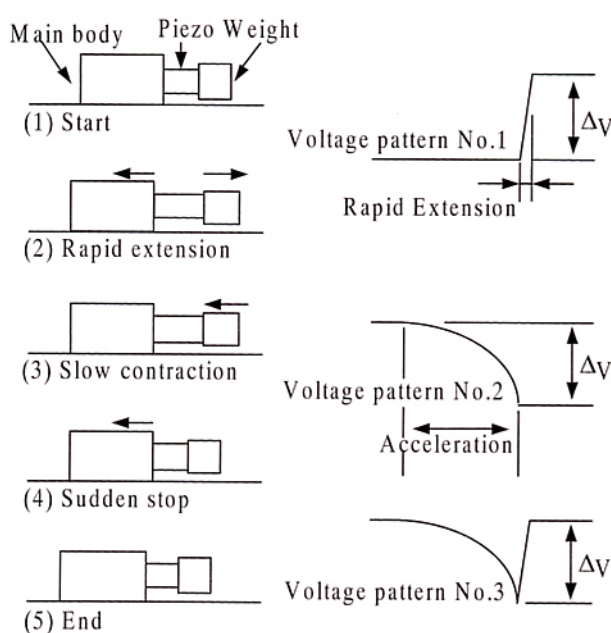 Main body
Piezo Weight
(1) Start
(2) Rapid extension
(3) Slow contraction
(4) Sudden stop
(5) End
Voltage pattern No.1
ΔV
Rapid Extension
Voltage pattern No.2
ΔV
Acceleration
Voltage pattern No.3
ΔV